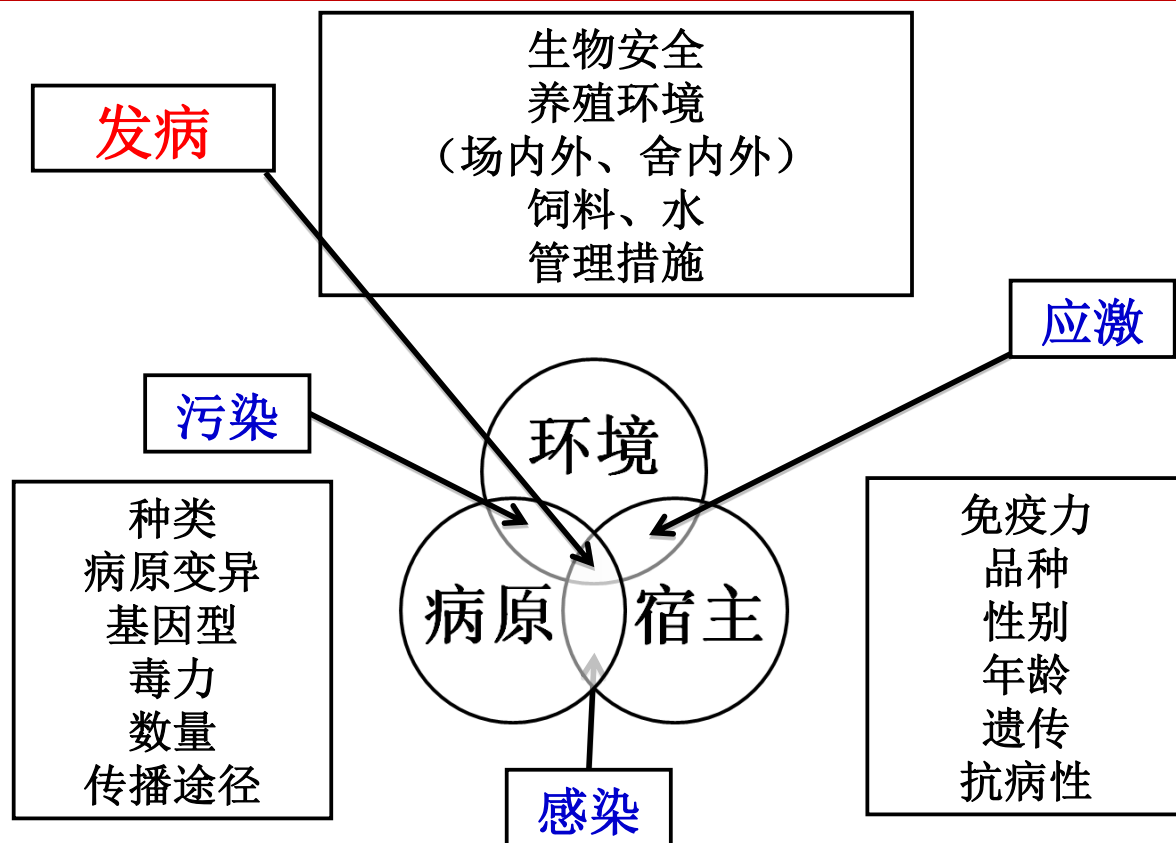 生物安全
养殖环境
（场内外、舍内外）
饲料、水
管理措施
发病
应激
污染
环境
种类
病原变异
基因型
毒力
数量
传播途径
病原
宿主
免疫力
品种
性别
年龄
遗传
抗病性
感染